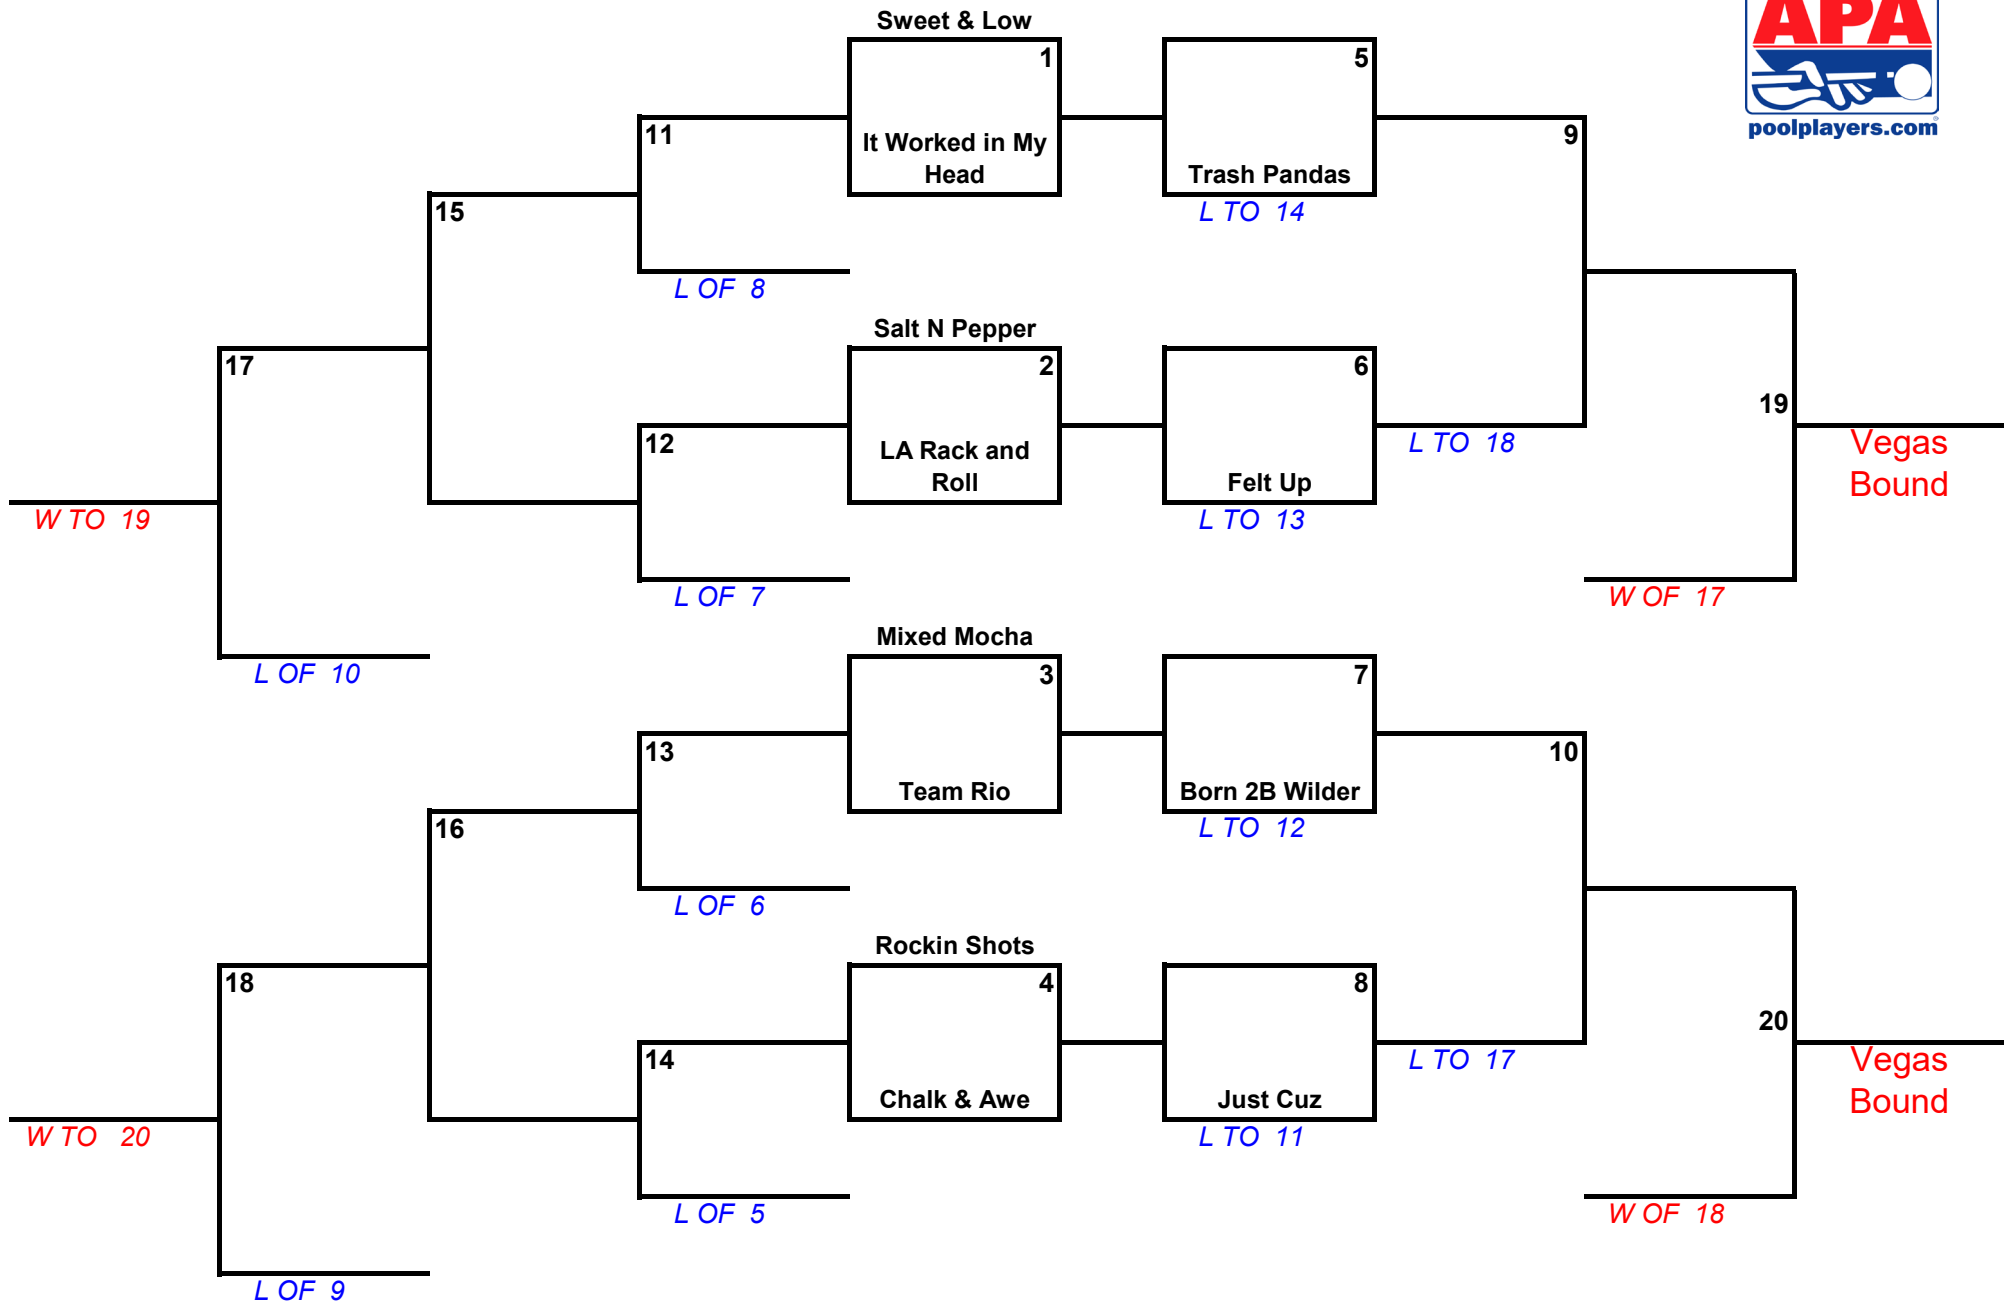 APA
poolplayers.com
Sweet & Low
1
5
11
It Worked in My
Head
9
Trash Pandas
15
L TO 14
L OF 8
Salt N Pepper
17
2
6
19
12
LA Rack and
Roll
L TO 18
Vegas
Bound
Felt Up
W TO 19
L TO 13
L OF 7
W OF 17
Mixed Mocha
L OF 10
3
7
13
10
Team Rio
Born 2B Wilder
16
L TO 12
L OF 6
Rockin Shots
18
4
8
20
14
L TO 17
Vegas
Bound
Chalk & Awe
Just Cuz
W TO 20
L TO 11
L OF 5
W OF 18
L OF 9